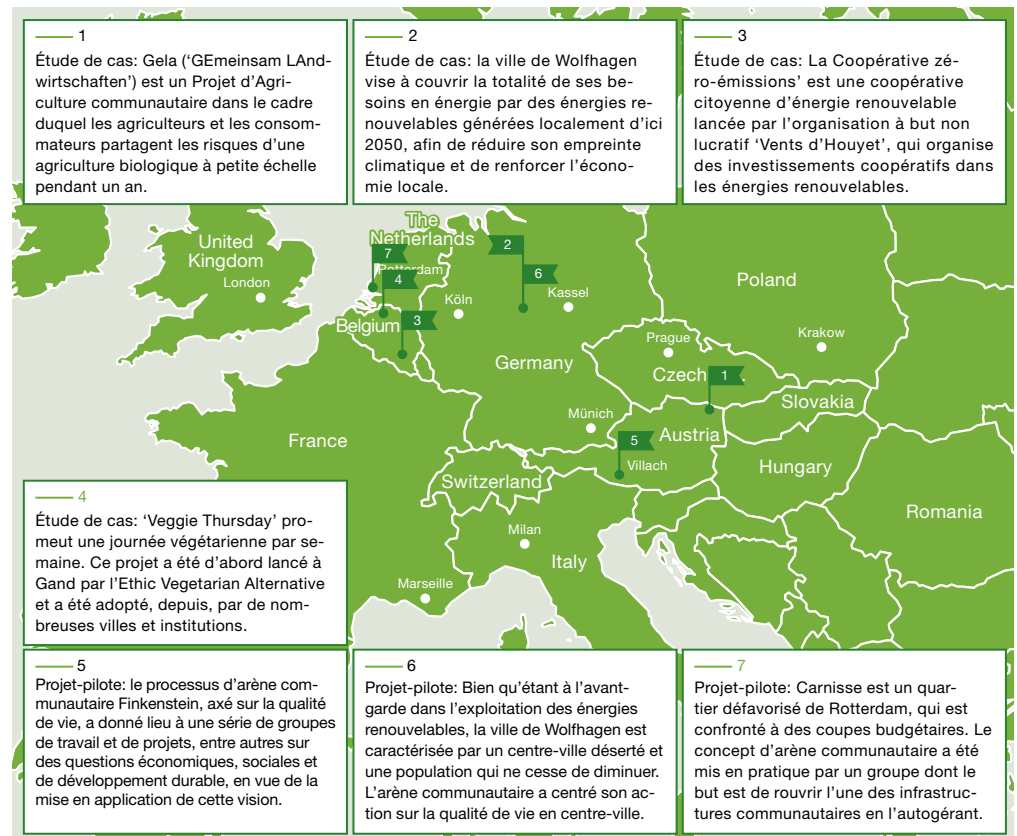 1
Étude de cas: Gela (‘GEmeinsam LAnd-
wirtschaften’) est un Projet d’Agri-
culture communautaire dans le cadre
duquel les agriculteurs et les consom-
mateurs partagent les risques d’une
agriculture biologique à petite échelle
pendant un an.
2
Étude de cas: la ville de Wolfhagen
vise à couvrir la totalité de ses be-
soins en énergie par des énergies re-
nouvelables générées localement d’ici
2050, afin de réduire son empreinte
climatique et de renforcer l’écono-
mie locale.
3
Étude de cas: La Coopérative zé-
ro-émissions’ est une coopérative
citoyenne d’énergie renouvelable
lancée par l’organisation à but non
lucratif ‘Vents d’Houyet’, qui organise
des investissements coopératifs dans
les énergies renouvelables.
The
Netherlands
United
Kingdom
London
7
Rotterdam
4
2
6
Kassel
Köln
Poland
Belgium
3
Prague
Krakow
Germany
Czech
1
Slovakia
Münich
Austria
5
Villach
France
Hungary
Switzerland
Romania
Milan
Italy
Marseille
4
Étude de cas: ‘Veggie Thursday’ pro-
meut une journée végétarienne par se-
maine. Ce projet a été d’abord lancé à
Gand par l’Ethic Vegetarian Alternative
et a été adopté, depuis, par de nom-
breuses villes et institutions.
5
Projet-pilote: le processus d’arène com-
munautaire Finkenstein, axé sur la qualité
de vie, a donné lieu à une série de groupes
de travail et de projets, entre autres sur
des questions économiques, sociales et
de développement durable, en vue de la
mise en application de cette vision.
6
Projet-pilote: Bien qu’étant à l’avant-
garde dans l’exploitation des énergies
renouvelables, la ville de Wolfhagen est
caractérisée par un centre-ville déserté et
une population qui ne cesse de diminuer.
L’arène communautaire a centré son ac-
tion sur la qualité de vie en centre-ville.
7
Projet-pilote: Carnisse est un quar-
tier défavorisé de Rotterdam, qui est
confronté à des coupes budgétaires. Le
concept d’arène communautaire a été
mis en pratique par un groupe dont le
but est de rouvrir l’une des infrastruc-
tures communautaires en l’autogérant.